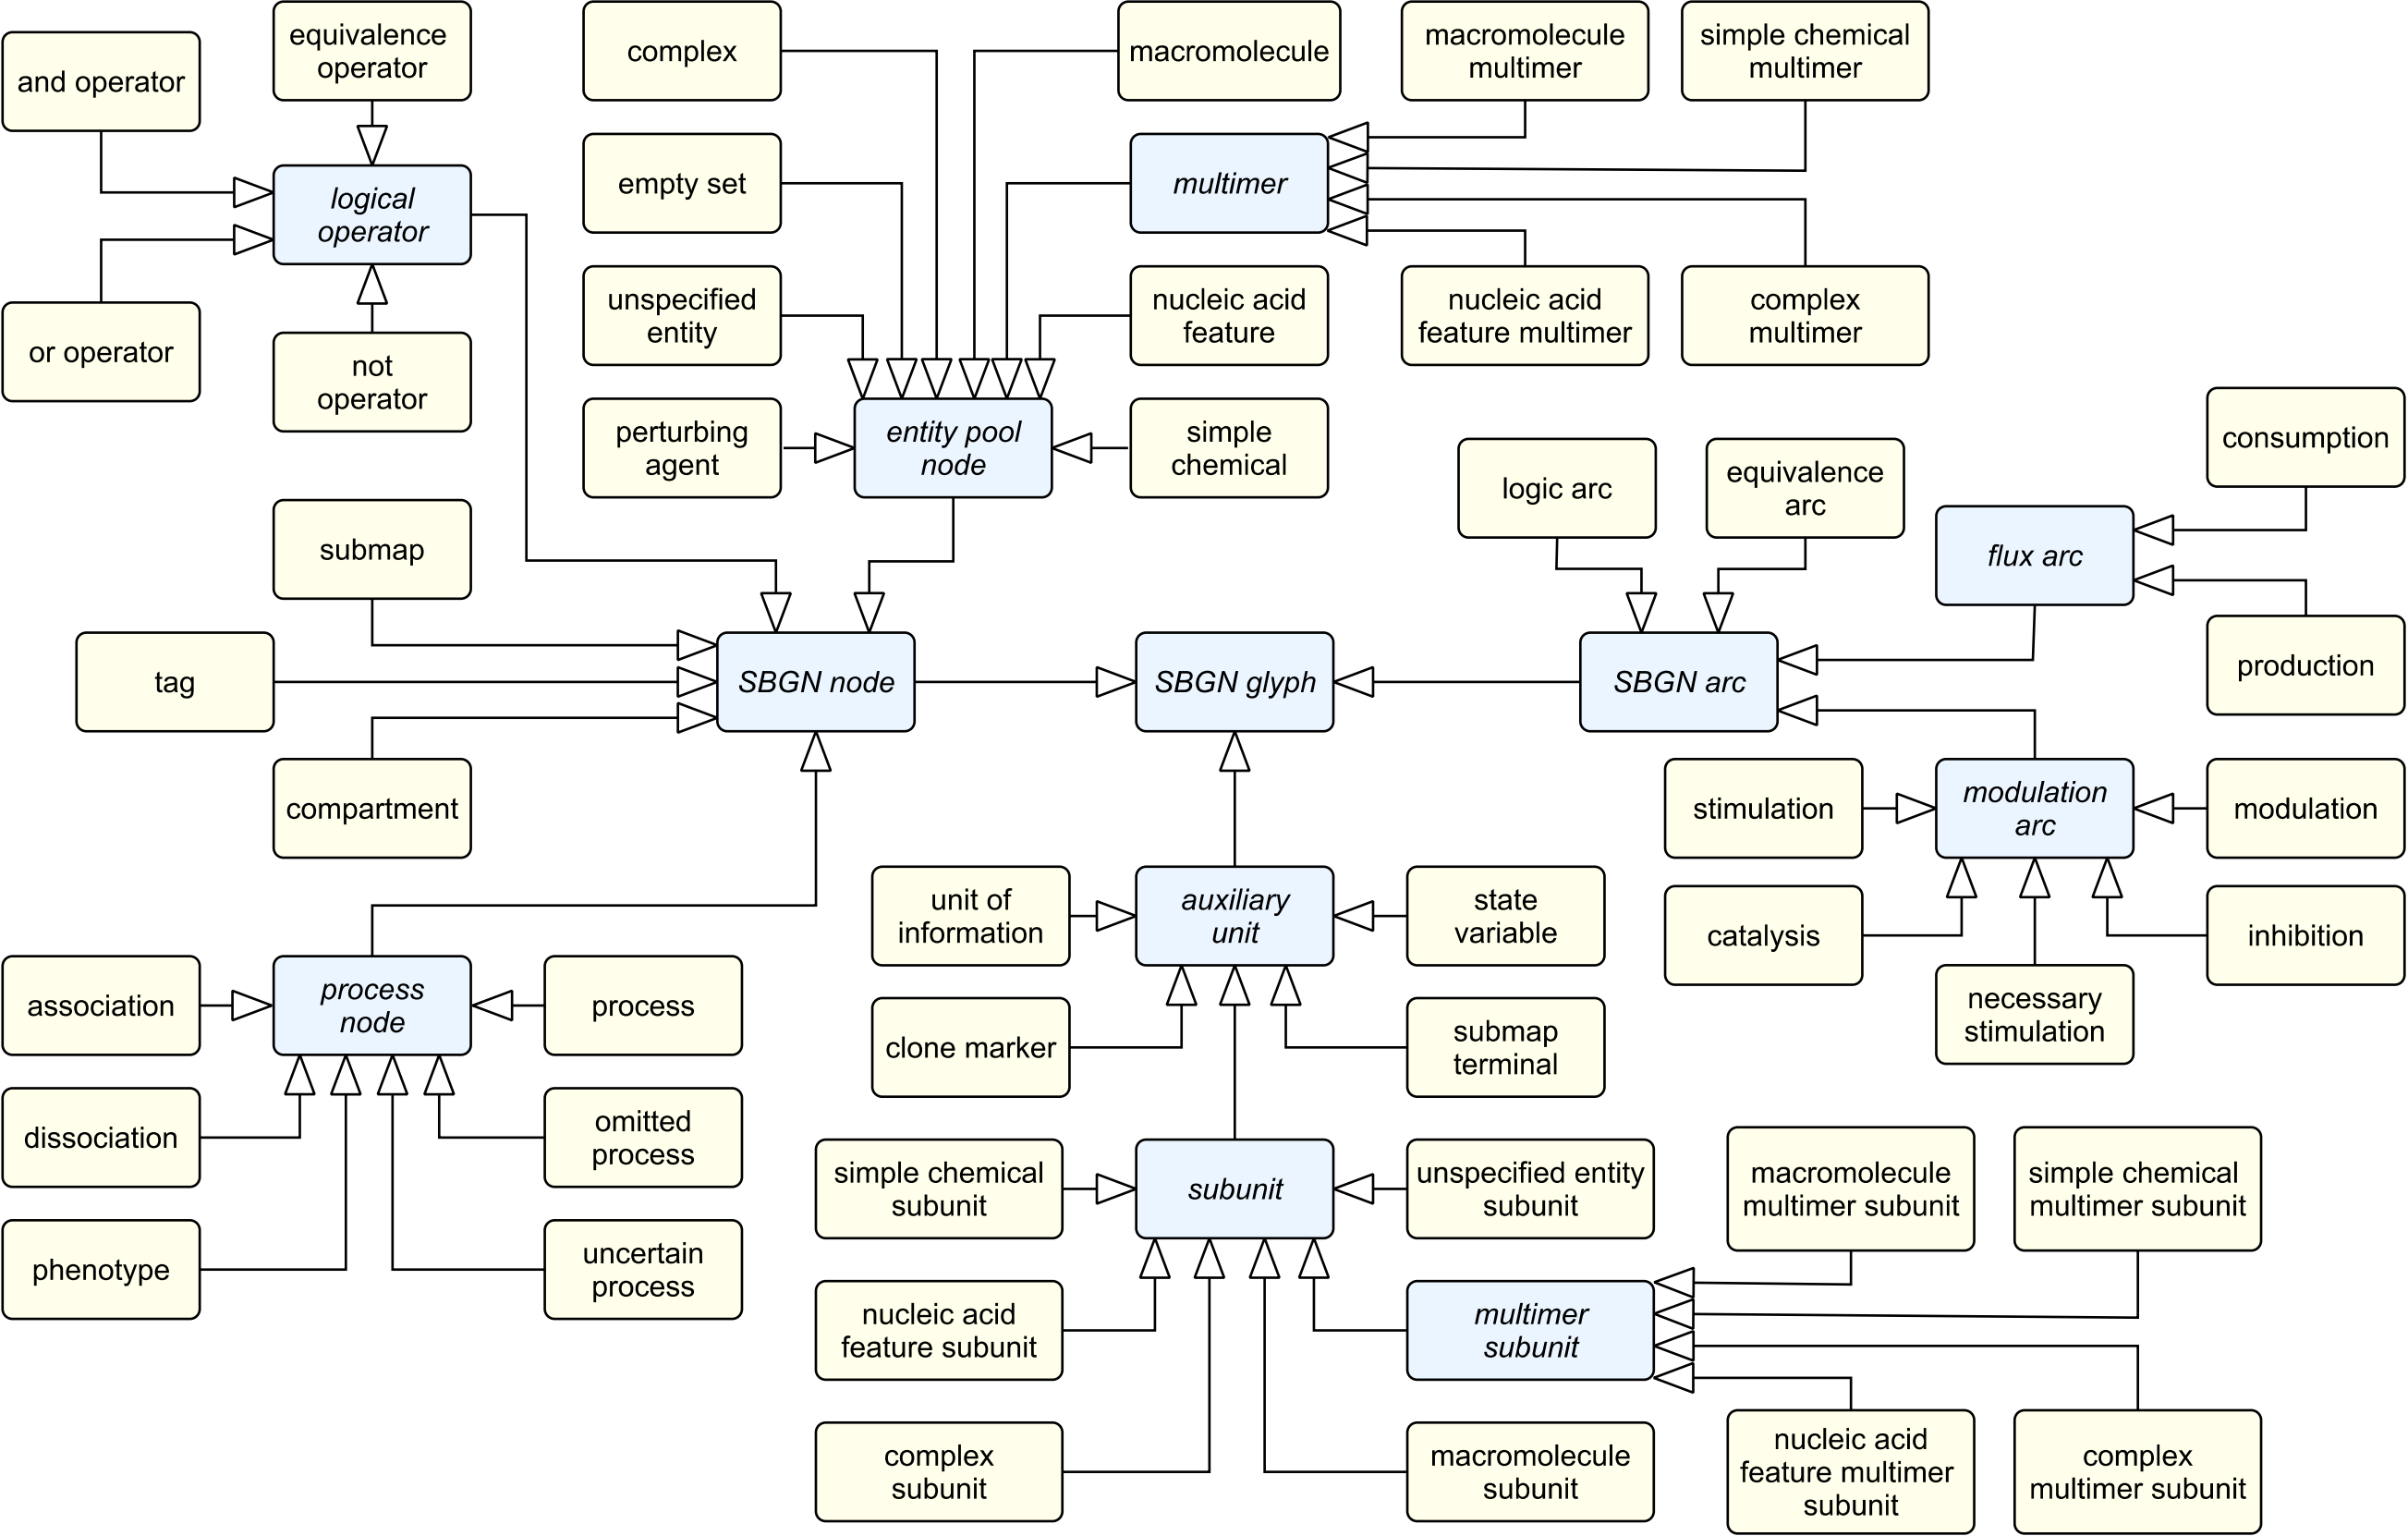 equivalence
operator
complex
macromolecule
macromolecule
multimer
simple chemical
multimer
and operator
logical
operator
empty set
multimer
or operator
not
operator
unspecified
entity
nucleic acid
feature
nucleic acid
feature multimer
complex
multimer
perturbing
agent
entity pool
node
simple
chemical
logic arc
equivalence
arc
consumption
flux arc
production
submap
tag
SBGN node
SBGN glyph
SBGN arc
compartment
stimulation
modulation
arc
modulation
catalysis
necessary
stimulation
inhibition
unit of
information
auxiliary
unit
state
variable
clone marker
submap
terminal
association
process
node
process
dissociation
omitted
process
phenotype
uncertain
process
simple chemical
subunit
subunit
unspecified entity
subunit
macromolecule
multimer subunit
simple chemical
multimer subunit
nucleic acid
feature subunit
multimer
subunit
complex
subunit
macromolecule
subunit
nucleic acid
feature multimer
subunit
complex
multimer subunit